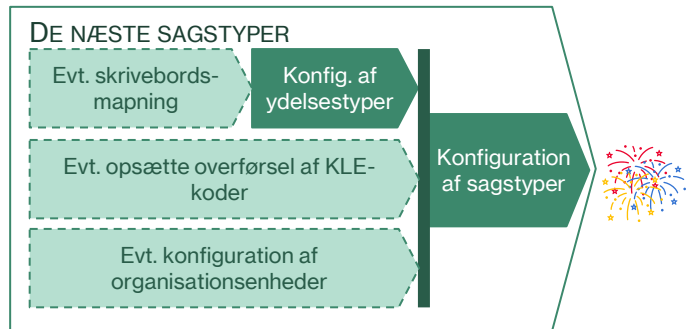 DE NÆSTE SAGSTYPER
Evt. skrivebords-
mapning
Konfig. af
ydelsestyper
Evt. opsætte overførsel af KLE-
koder
Konfiguration
af sagstyper
Evt. konfiguration af
organisationsenheder